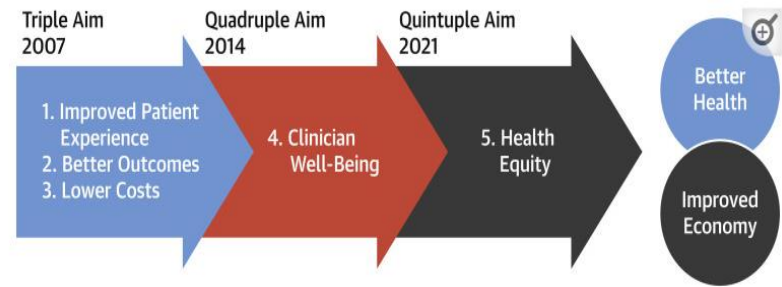 Triple Aim
2007
Quadruple Aim
2014
Quintuple Aim
2021
1. Improved Patient
Experience
2. Better Outcomes
3. Lower Costs
4. Clinician
Well-Being
5. Health
Equity
Better
Health
Improved
Economy